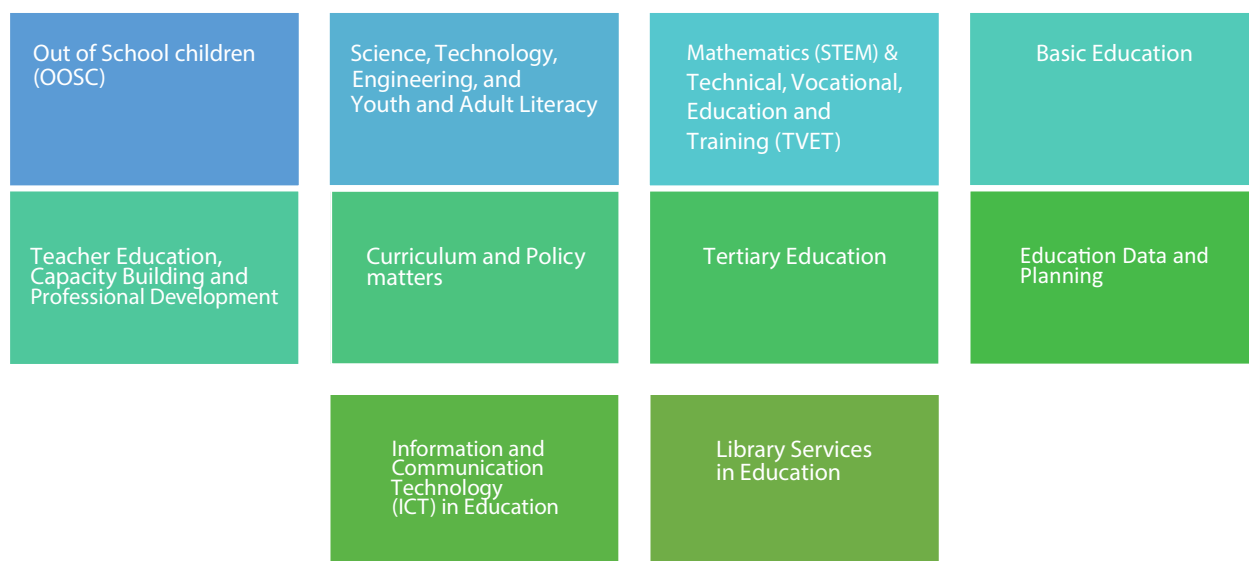 Out of School children
(OOSC)
Science, Technology,
Engineering, and
Youth and Adult Literacy
Mathematics (STEM) &
Technical, Vocational,
Education and
Training (TVET)
Basic Education
Teacher Education,
Capacity Building and
Professional Development
Curriculum and Policy
matters
Tertiary Education
Education Data and
Planning
Information and
Communication
Technology
(ICT) in Education
Library Services
in Education